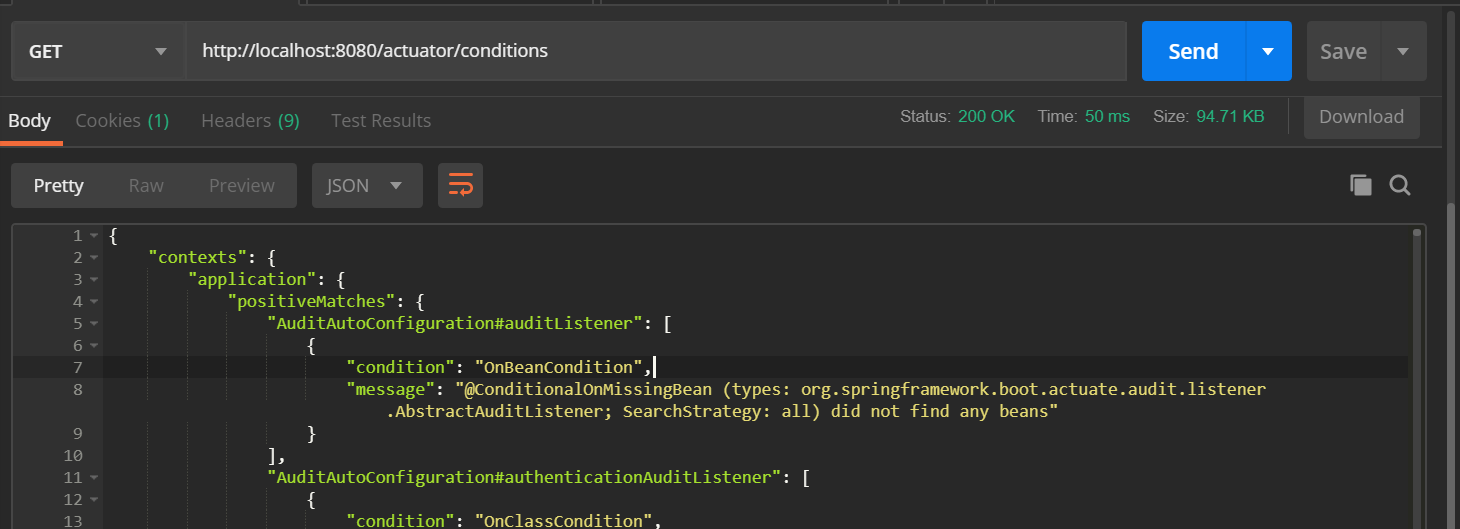 GET http://localhost:8080/actuator/conditions Send Save
Body Cookies (1) Headers (9) Test Results Status: 200 OK Time: 50 ms Size: 94.71 KB Download
Pretty Raw Preview JSON
1 {
2 "contexts": {
3 "application": {
4 "positiveMatches": {
5 "AuditAutoConfiguration#auditListener": [
6 {
7 "condition": "OnBeanCondition",
8 "message": "@ConditionalOnMissingBean (types: org.springframework.boot.actuate.audit.listener
.AbstractAuditListener; SearchStrategy: all) did not find any beans"
9 }
10 ],
11 "AuditAutoConfiguration#authenticationAuditListener": [
12 {
13 "condition": "OnClassCondition",